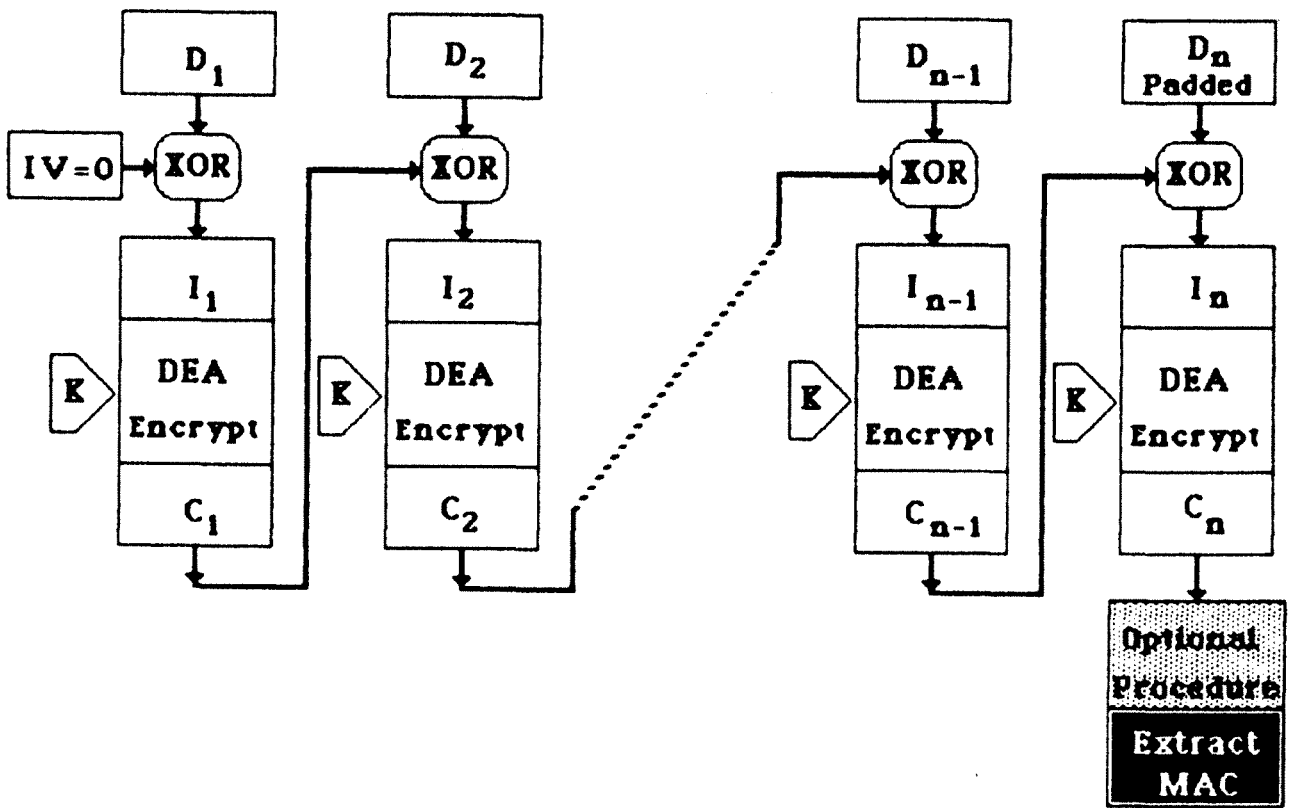 D1
D2
Dn-1
Dn
Padded
IV=0
XOR
XOR
XOR
XOR
I1
I2
In-1
In
K
DEA
Encrypt
K
DEA
Encrypt
K
DEA
Encrypt
K
DEA
Encrypt
C1
C2
Cn-1
Cn
Optional
Procedure
Extract
MAC